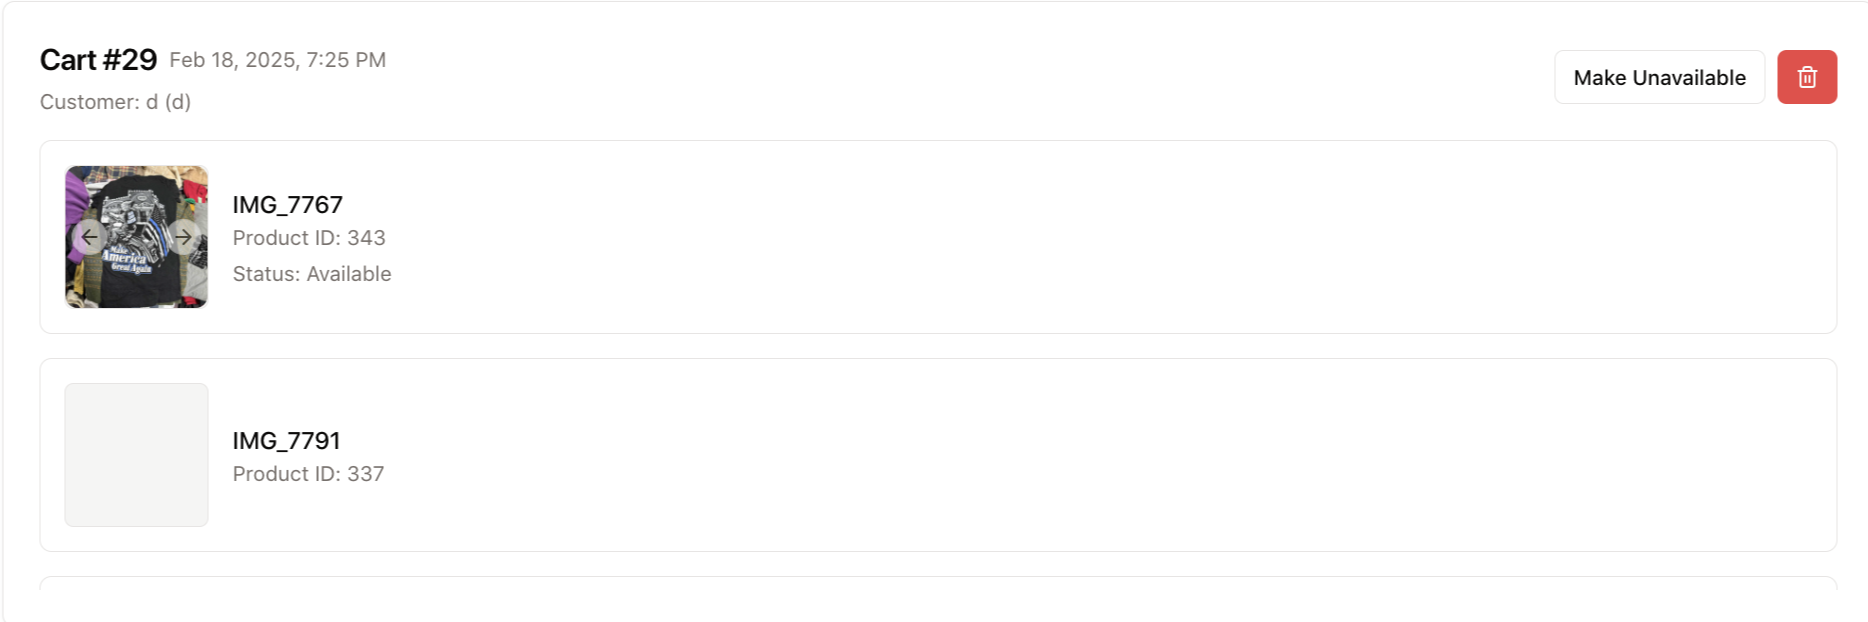 Cart #29 Feb 18, 2025, 7:25 PM
Customer: d (d)
Make Unavailable
Make
America
Great Again
IMG_7767
Product ID: 343
Status: Available
IMG_7791
Product ID: 337